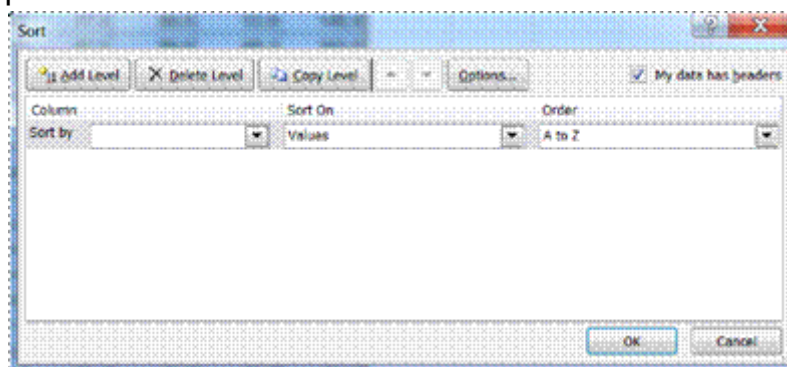 Sort
Add Level Delete Level Copy Level Options... My data has headers
Column Sort On Order
Sort by Values A to Z
OK Cancel